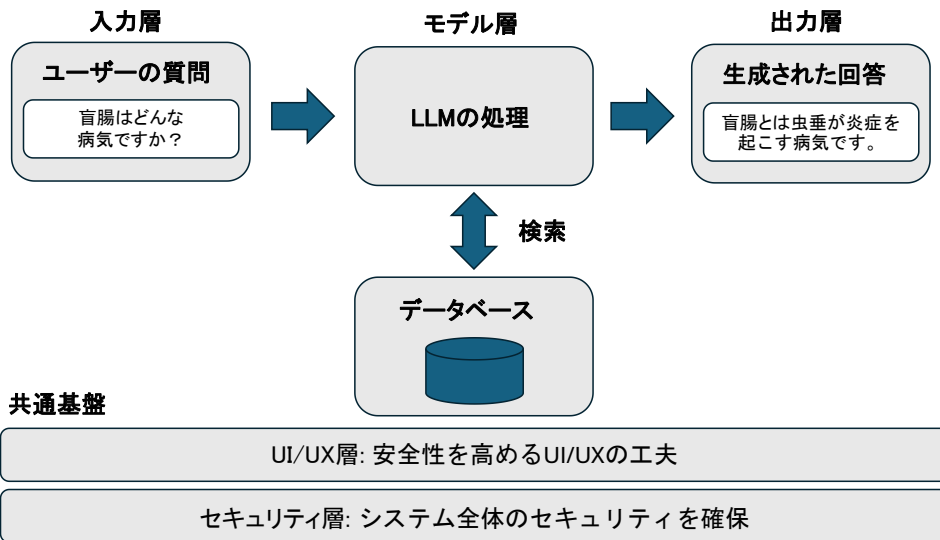 入力層
モデル層
出力層
ユーザーの質問
盲腸はどんな
病気ですか？
LLMの処理
生成された回答
盲腸とは虫垂が炎症を
起こす病気です。
検索
データベース
共通基盤
UI/UX層: 安全性を高めるUI/UXの工夫
セキュリティ層: システム全体のセキュリティを確保